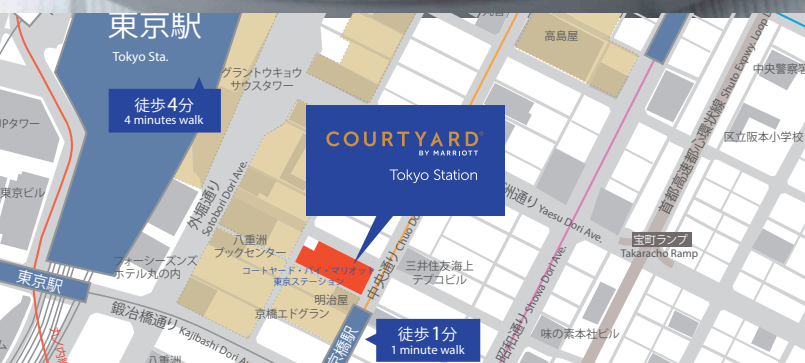 東京駅
Tokyo Sta.
徒歩4分
4 minutes walk
グラントウキョウ
サウスタワー
高島屋
中央警察署
JPタワー
区立阪本小学校
首都高速都心環状線 Shuto Expwy. Loop
COURTYARD
BY MARRIOTT
Tokyo Station
東京ビル
外堀通り
Sotobori Dori Ave.
洲通り Yaesu Dori Ave.
八重洲
ブックセンター
フォーシーズンズ
ホテル丸の内
コートヤード・バイ・マリオット
東京ステーション
中央通り Chuo Do
三井住友海上
テプコビル
宝町ランプ
Takaracho Ramp
東京駅
明治屋
京橋エドグラン
鍛冶橋通り Kajibashi Dori Av
昭和通り Showa Dori Ave.
味の素本社ビル
京橋駅
徒歩1分
1 minute walk
丸ノ内線
八重洲